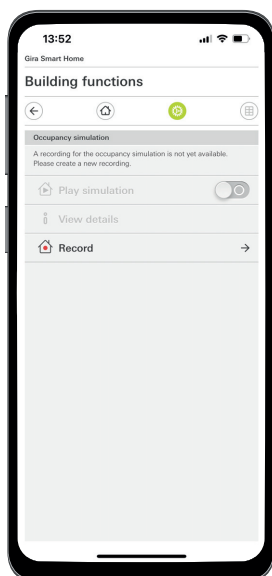 13:52
Gira Smart Home
Building functions
Occupancy simulation
A recording for the occupancy simulation is not yet available.
Please create a new recording.
Play simulation
View details
Record